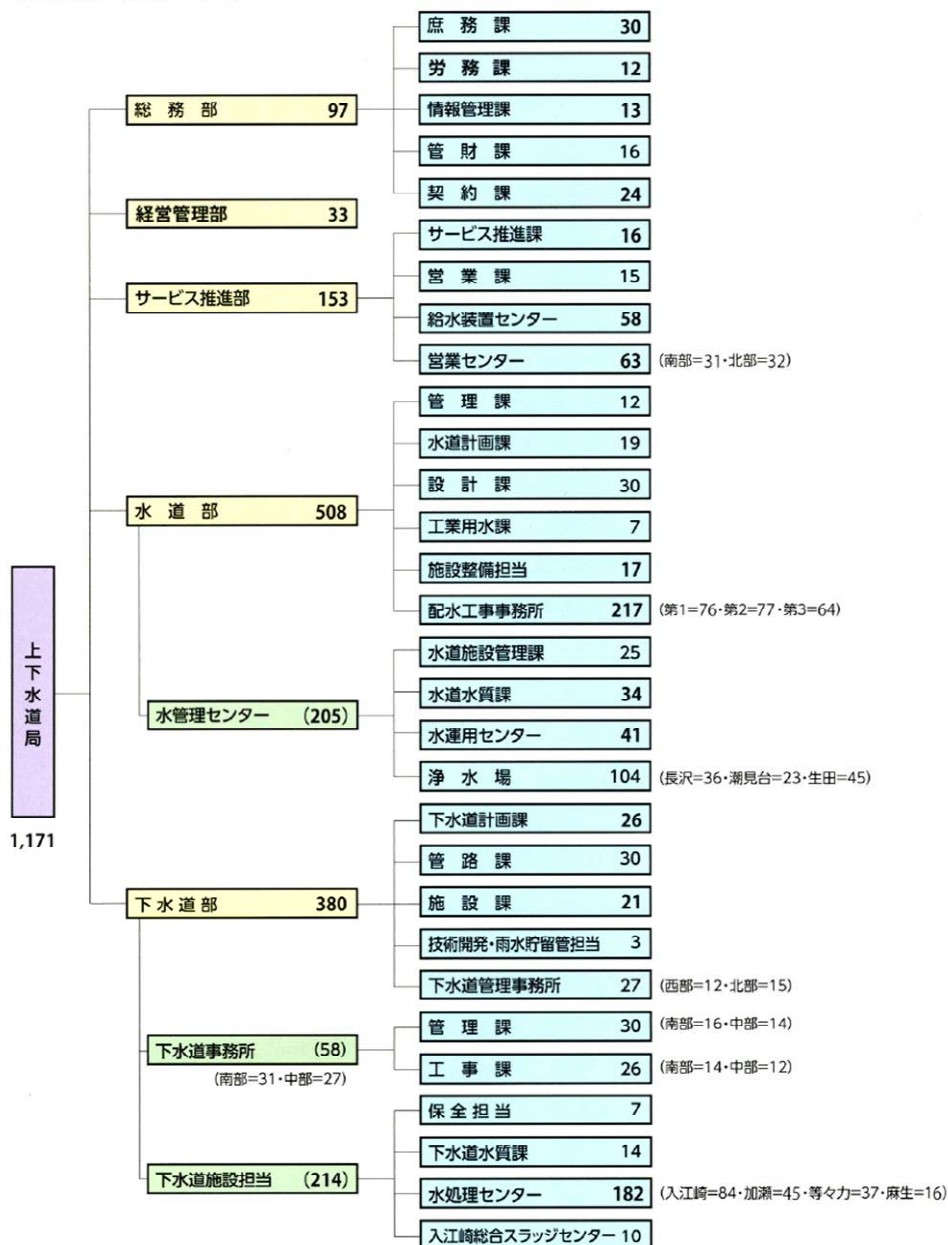 上下水道局
1,171
総務部 97
庶務課 30
労務課 12
情報管理課 13
管財課 16
契約課 24
経営管理部 33
サービス推進部 153
サービス推進課 16
営業課 15
給水装置センター 58
営業センター 63 (南部=31・北部=32)
水道部 508
管理課 12
水道計画課 19
設計課 30
工業用水課 7
施設整備担当 17
配水工事事務所 217 (第1=76・第2=77・第3=64)
水管理センター (205)
水道施設管理課 25
水道水質課 34
水運用センター 41
浄水場 104 (長沢=36・潮見台=23・生田=45)
下水道部 380
下水道計画課 26
管路課 30
施設課 21
技術開発・雨水貯留管担当 3
下水道管理事務所 27 (西部=12・北部=15)
下水道事務所 (58)
(南部=31・中部=27)
管理課 30 (南部=16・中部=14)
工事課 26 (南部=14・中部=12)
下水道施設担当 (214)
保全担当 7
下水道水質課 14
水処理センター 182 (入江崎=84・加瀬=45・等々力=37・麻生=16)
入江崎総合スラッジセンター 10